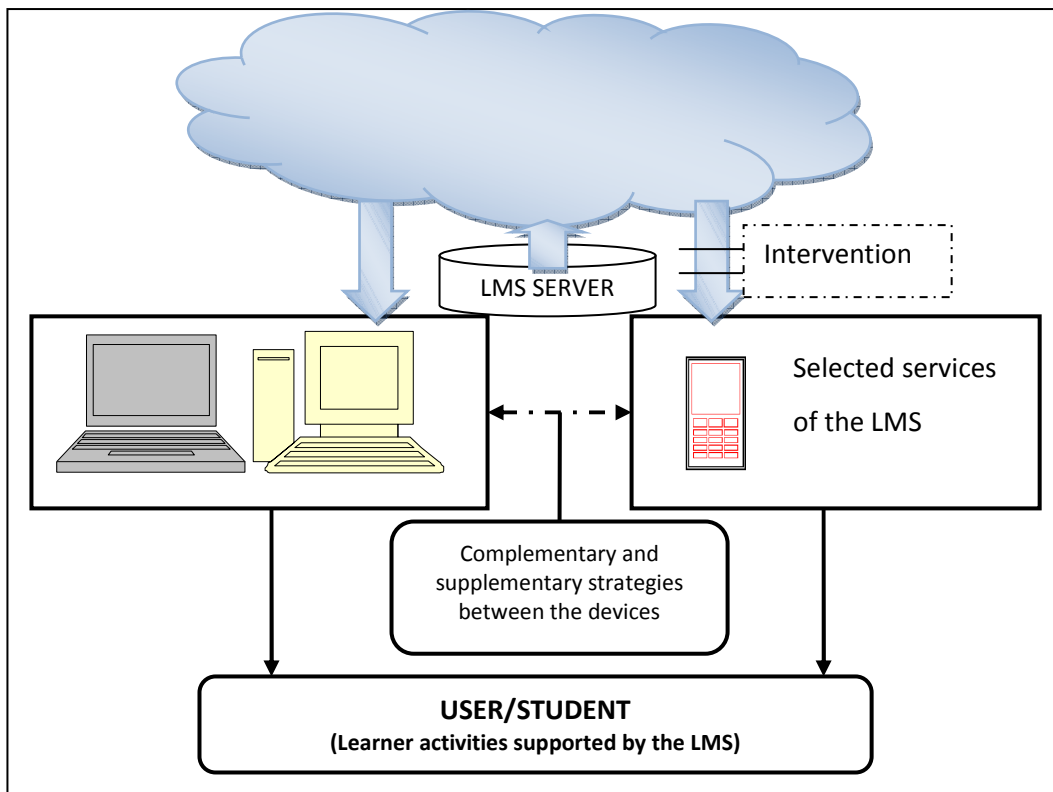 Intervention
LMS SERVER
Selected services
of the LMS
Complementary and
supplementary strategies
between the devices
USER/STUDENT
(Learner activities supported by the LMS)